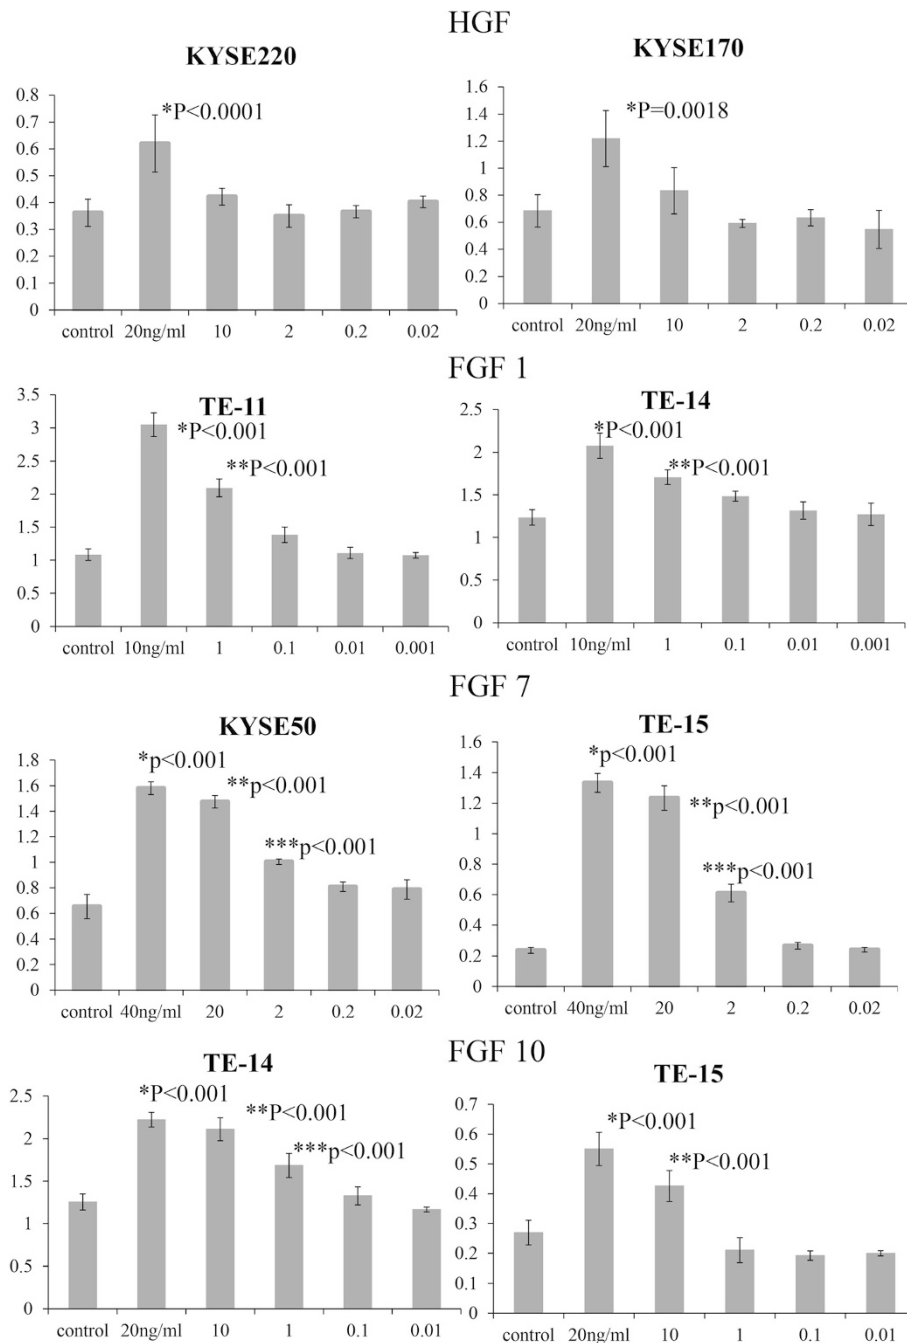 HGF
KYSE220
0.8
0.7
0.6
0.5
0.4
0.3
0.2
0.1
0
*P<0.0001
control 20ng/ml 10 2 0.2 0.02
KYSE170
1.6
1.4
1.2
1
0.8
0.6
0.4
0.2
0
*P=0.0018
control 20ng/ml 10 2 0.2 0.02
FGF 1
TE-11
3.5
3
2.5
2
1.5
1
0.5
0
*P<0.001
**P<0.001
control 10ng/ml 1 0.1 0.01 0.001
TE-14
2.5
2
1.5
1
0.5
0
*P<0.001
**P<0.001
control 10ng/ml 1 0.1 0.01 0.001
FGF 7
KYSE50
1.8
1.6
1.4
1.2
1
0.8
0.6
0.4
0.2
0
*p<0.001
**p<0.001
***p<0.001
control 40ng/ml 20 2 0.2 0.02
TE-15
1.6
1.4
1.2
1
0.8
0.6
0.4
0.2
0
*p<0.001
**p<0.001
***p<0.001
control 40ng/ml 20 2 0.2 0.02
FGF 10
TE-14
2.5
2
1.5
1
0.5
0
*P<0.001
**P<0.001
***p<0.001
control 20ng/ml 10 1 0.1 0.01
TE-15
0.7
0.6
0.5
0.4
0.3
0.2
0.1
0
*P<0.001
**P<0.001
control 20ng/ml 10 1 0.1 0.01